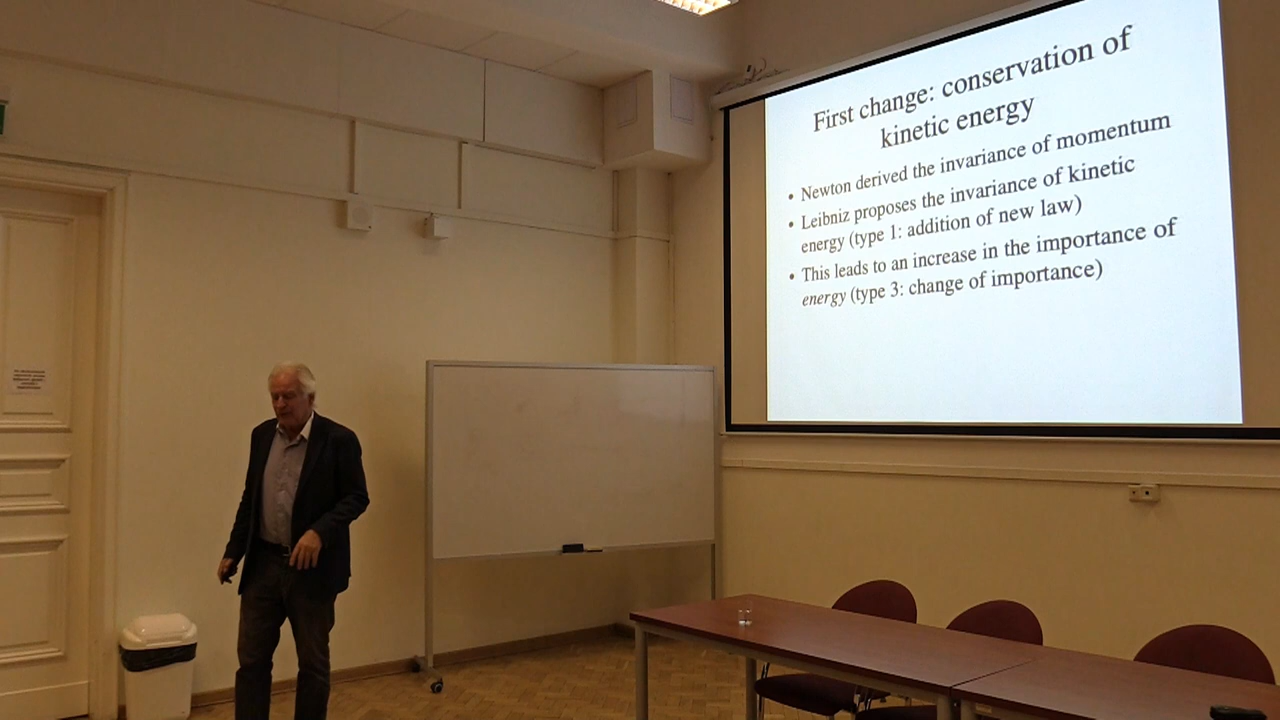 First change: conservation of
kinetic energy
• Newton derived the invariance of momentum
• Leibniz proposes the invariance of kinetic
energy (type 1: addition of new law)
• This leads to an increase in the importance of
energy (type 3: change of importance)